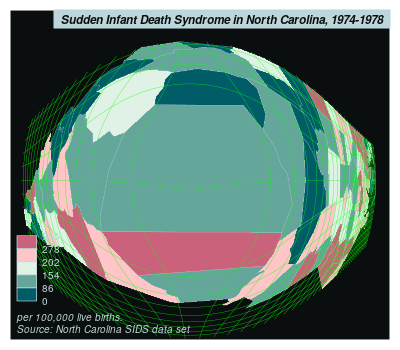 Sudden Infant Death Syndrome in North Carolina, 1974-1978
278
202
154
86
0
per 100,000 live births.
Source: North Carolina SIDS data set